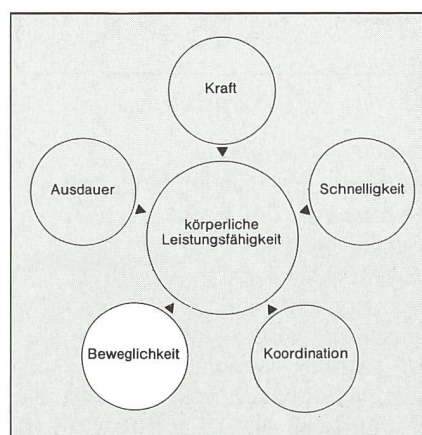 Kraft
Ausdauer
Schnelligkeit
körperliche
Leistungsfähigkeit
Beweglichkeit
Koordination